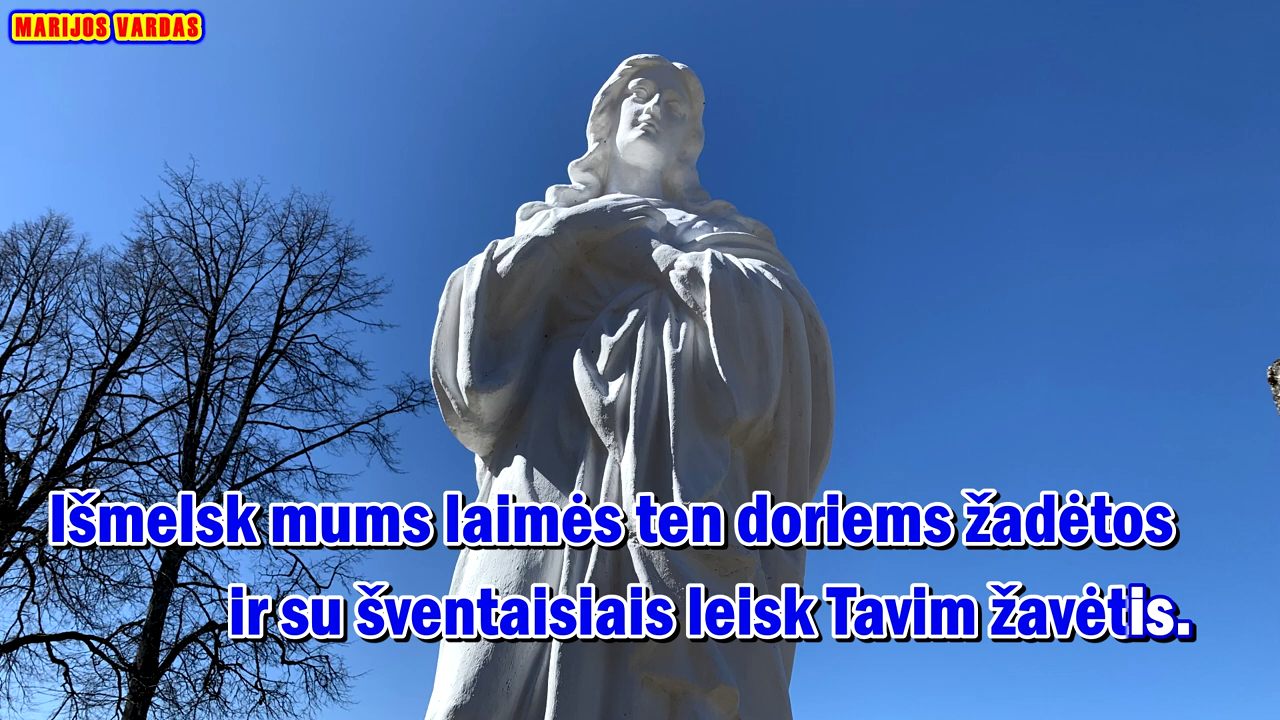 MARIJOS VARDAS
Išmelsk mums laimės ten doriems žadėtos
ir su šventaisiais leisk Tavim žavėtis.